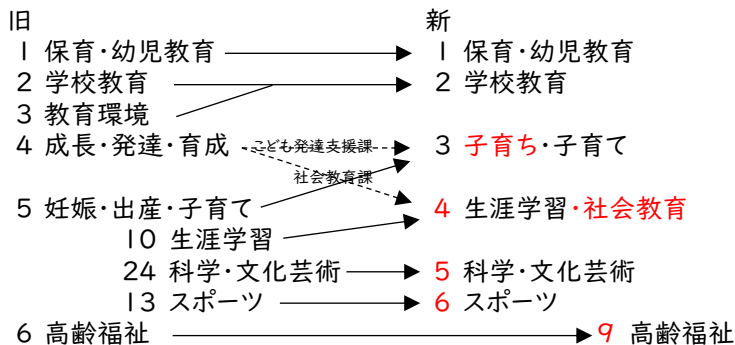 旧 新
1 保育・幼児教育 1 保育・幼児教育
2 学校教育 2 学校教育
3 教育環境
4 成長・発達・育成 こども発達支援課 3 子育ち・子育て
社会教育課
5 妊娠・出産・子育て 4 生涯学習・社会教育
10 生涯学習
24 科学・文化芸術 5 科学・文化芸術
13 スポーツ 6 スポーツ
6 高齢福祉 9 高齢福祉